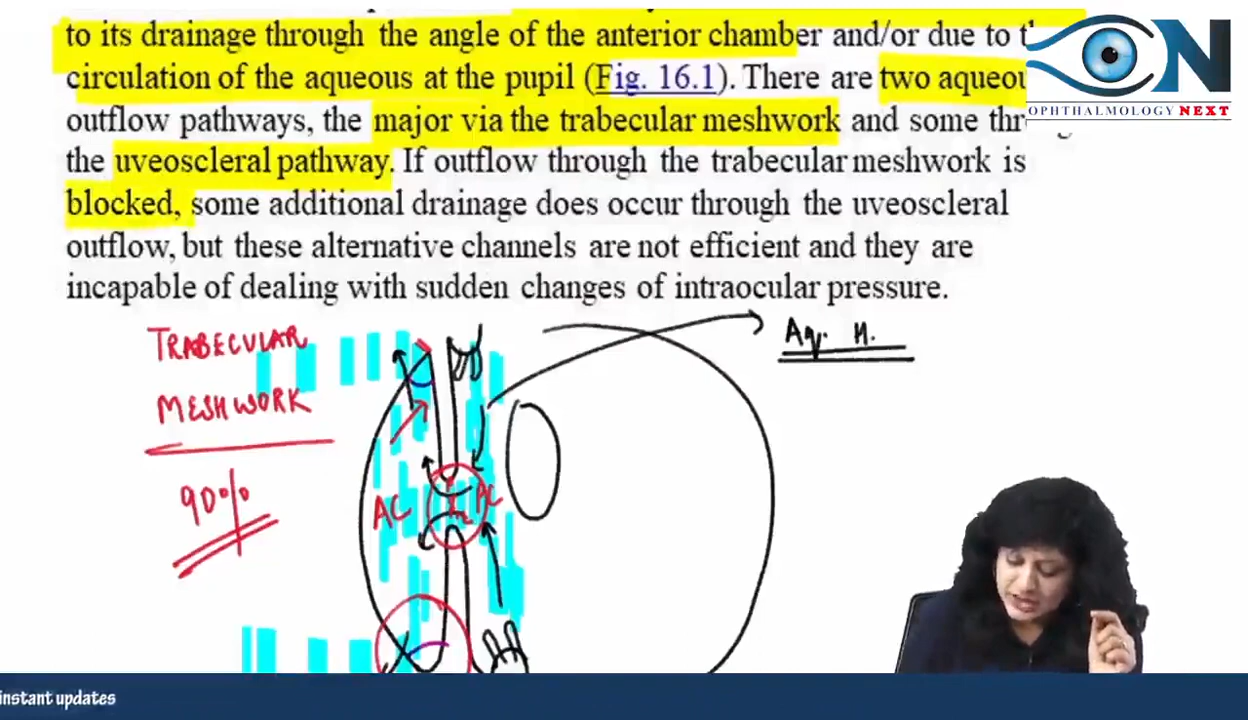 to its drainage through the angle of the anterior chamber and/or due to
circulation of the aqueous at the pupil (Fig. 16.1). There are two
outflow pathways, the major via the trabecular meshwork and some
the uveoscleral pathway. If outflow through the trabecular meshwork is
blocked, some additional drainage does occur through the uveoscleral
outflow, but these alternative channels are not efficient and they are
incapable of dealing with sudden changes of intraocular pressure.
ON
OPHTHALMOLOGY NEXT
TRABECULAR
MESHWORK
90%
Aq. H.
AC
PC
instant updates